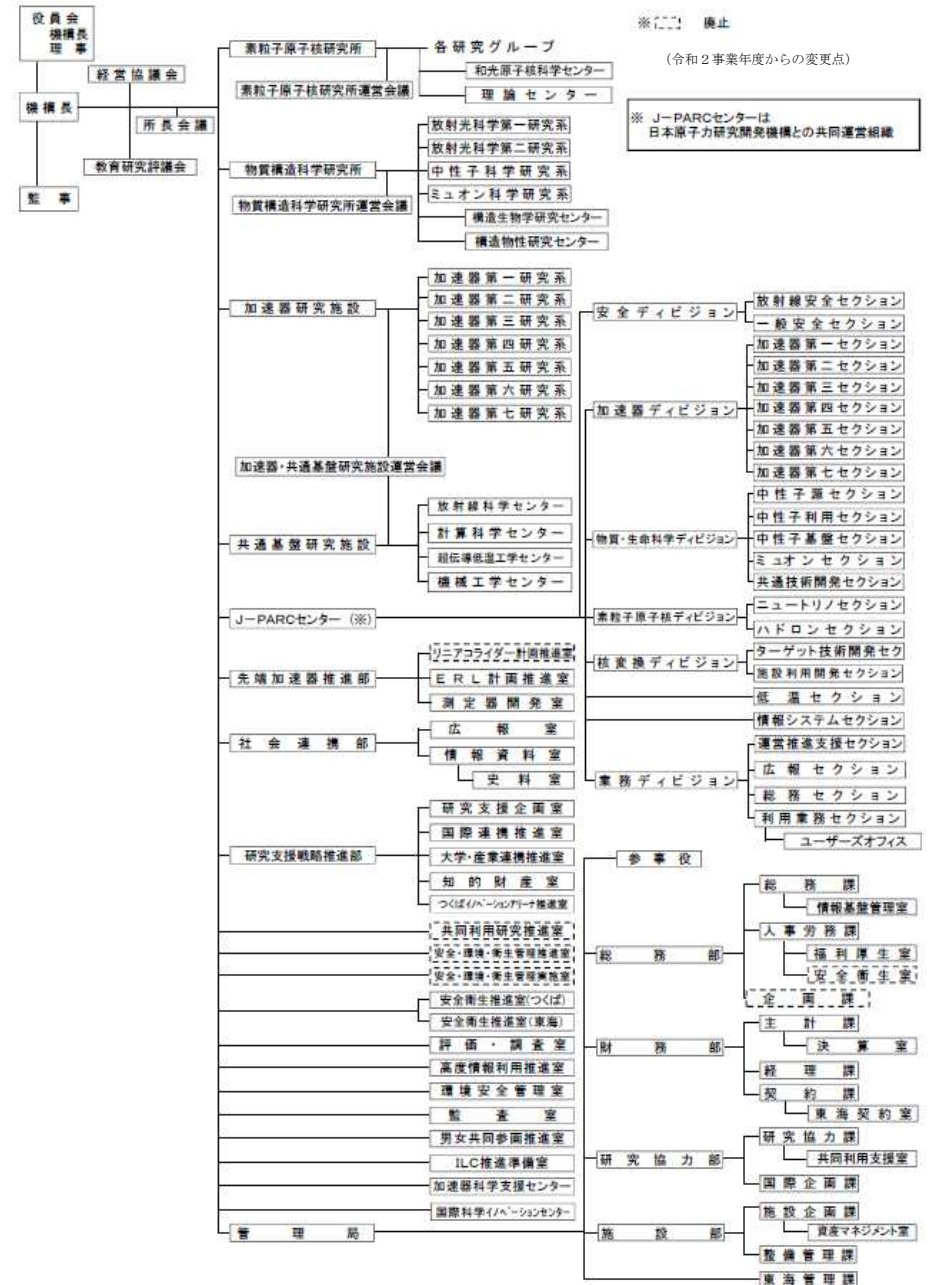 役員会
機構長
理事
経営協議会
機構長
所長会議
教育研究評議会
監事
※ 廃止
（令和２事業年度からの変更点）
※ J－PARCセンターは
日本原子力研究開発機構との共同運営組織
素粒子原子核研究所
素粒子原子核研究所運営会議
各研究グループ
和光原子核科学センター
理論センター
物質構造科学研究所
物質構造科学研究所運営会議
放射光科学第一研究系
放射光科学第二研究系
中性子科学研究系
ミュオン科学研究系
構造生物学研究センター
構造物性研究センター
加速器研究施設
加速器第一研究系
加速器第二研究系
加速器第三研究系
加速器第四研究系
加速器第五研究系
加速器第六研究系
加速器第七研究系
加速器・共通基盤研究施設運営会議
共通基盤研究施設
放射線科学センター
計算科学センター
超伝導低温工学センター
機械工学センター
J－PARCセンター（※）
安全ディビジョン
放射線安全セクション
一般安全セクション
加速器ディビジョン
加速器第一セクション
加速器第二セクション
加速器第三セクション
加速器第四セクション
加速器第五セクション
加速器第六セクション
加速器第七セクション
物質・生命科学ディビジョン
中性子源セクション
中性子利用セクション
中性子基盤セクション
ミュオンセクション
共通技術開発セクション
素粒子原子核ディビジョン
ニュートリノセクション
ハドロンセクション
核変換ディビジョン
ターゲット技術開発セク
施設利用開発セクション
低温セクション
情報システムセクション
業務ディビジョン
運営推進支援セクション
広報セクション
総務セクション
利用業務セクション
ユーザーズオフィス
先端加速器推進部
リニアコライダー計画推進室
ＥＲＬ計画推進室
測定器開発室
社会連携部
広報室
情報資料室
史料室
研究支援戦略推進部
研究支援企画室
国際連携推進室
大学・産業連携推進室
知的財産室
つくばイノベーションアリーナ推進室
共同利用研究推進室
安全・環境・衛生管理推進室
安全・環境・衛生管理実施室
安全衛生推進室（つくば）
安全衛生推進室（東海）
評価・調査室
高度情報利用推進室
環境安全管理室
監査室
男女共同参画推進室
ILC推進準備室
加速器科学支援センター
国際科学イノベーションセンター
管理局
参事役
総務部
総務課
情報基盤管理室
人事労務課
福利厚生室
安全衛生室
企画課
財務部
主計課
決算室
経理課
契約課
東海契約室
研究協力部
研究協力課
共同利用支援室
国際企画課
施設部
施設企画課
資産マネジメント室
整備管理課
東海管理課